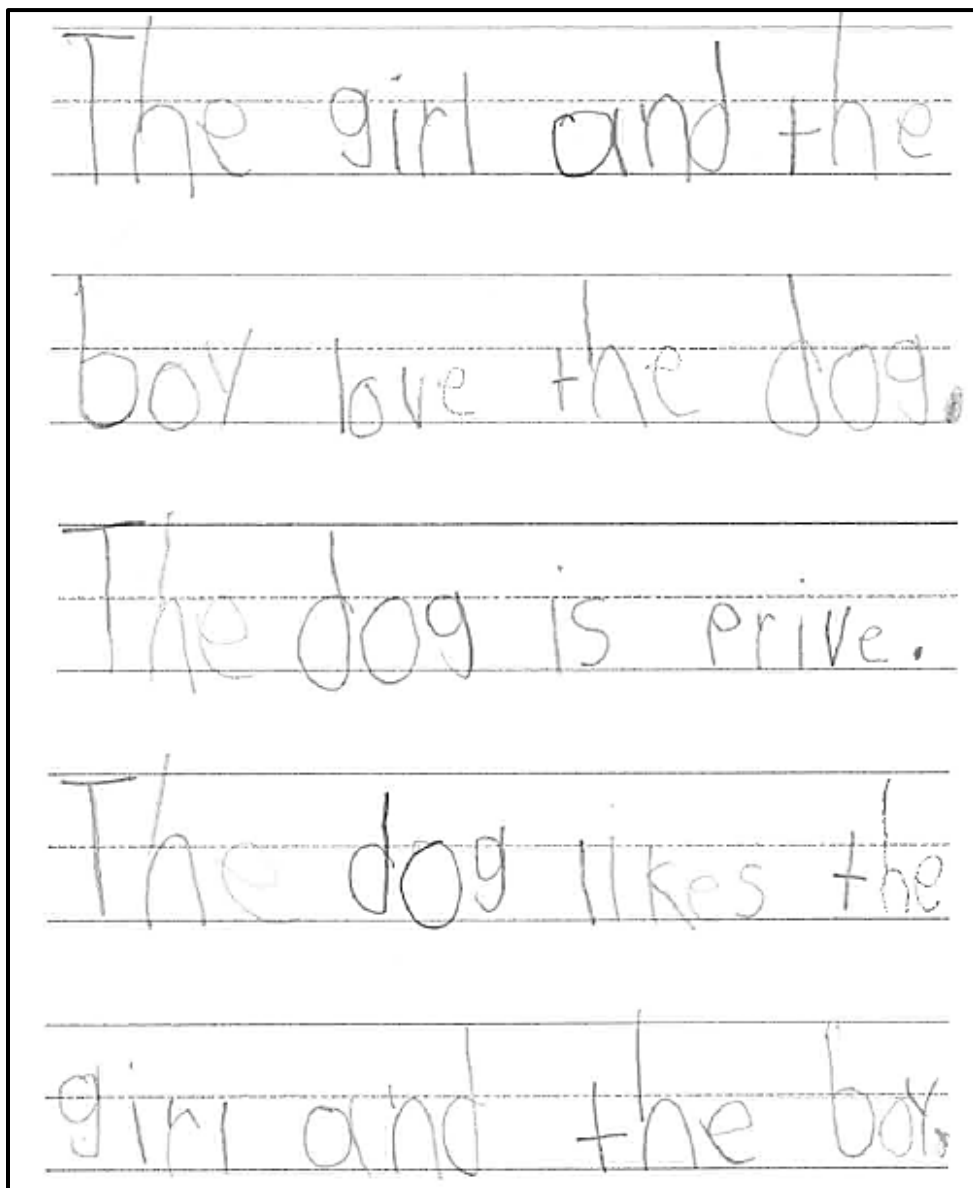 The girl and the
boy love the dog.
The dog is prive.
The dog likes the
girl and the boy.